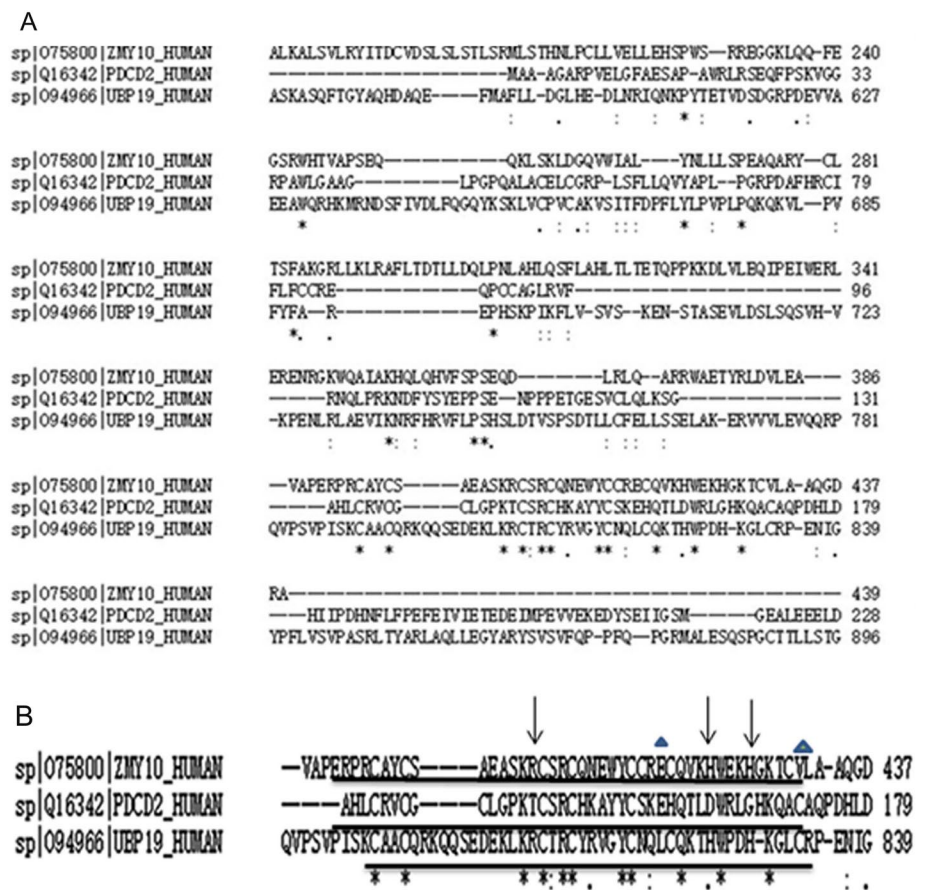 A
sp|O75800|ZMY10_HUMAN ALKALSVLRYITDCVDSLSLSTLSRMLSTHNLPCLLVELLEHSPWS--RREGGKLQQ-FE 240
sp|Q16342|PDCD2_HUMAN -------------------------MAA-AGARPVELGFAESAP-AWRLRSEQFPSKVGG 33
sp|O94966|UBP19_HUMAN ASKASQFTGYAQHDAQE-----FMAFLL-DGLHE-DLNRIQNKPYTETVDSDGRPDEVVA 627
: . : : *: . .:
sp|O75800|ZMY10_HUMAN GSRWHTVAPSEQ-------------QKLSKLDGQVWIAL----YNLLLSPEAQARY--CL 281
sp|Q16342|PDCD2_HUMAN RPAWLGAAG-----------LPGPQALACELCGRP-LSFLLQVYAPL--PGRPDAFHRCI 79
sp|O94966|UBP19_HUMAN EEAWQRHKMRNDSFIVDLFQGQYKSKLVCPVCAKVSITFDPFLYLPVPLPQKQKVL--PV 685
* . : .: ::: * : * :
sp|O75800|ZMY10_HUMAN TSFAKGRLLKLRAFLTDTLLDQLPNLAHLQSFLAHLTLTETQPPKKDLVLEQIPEIWERL 341
sp|Q16342|PDCD2_HUMAN FLFCCRE---------------QPCCAGLRVF---------------------------- 96
sp|O94966|UBP19_HUMAN FYFA--R---------------EPHSKPIKFLV-SVS--KEN-STASEVLDSLSQSVH-V 723
*. . * :: :
sp|O75800|ZMY10_HUMAN ERENRGKWQAIAKHQLQHVFSPSEQD---------LRLQ--ARRWAETYRLDVLEA---- 386
sp|Q16342|PDCD2_HUMAN ------RNQLPRKNDFYSYEPPSE---NPPPETGESVCLQLKSG---------------- 131
sp|O94966|UBP19_HUMAN -KPENLRLAEVIKNRFHRVFLPSHSLDTVSPSDTLLCFELLSSELAK-ERVVVLEVQQRP 781
: *: : **. : :: :
sp|O75800|ZMY10_HUMAN --VAPERPRCAYCS------AEASKRCSRCQNEWYCCRECQVKHWEKHGKTCVLA-AQGD 437
sp|Q16342|PDCD2_HUMAN ------AHLCRVCG------CLGPKTCSRCHKAYYCSKEHQTLDWRLGHKQACAQPDHLD 179
sp|O94966|UBP19_HUMAN QVPSVPISKCAACQRKQQSEDEKLKRCTRCYRVGYCNQLCQKTHWPDH-KGLCRP-ENIG 839
* * * *:** . ** : * .* * : .
sp|O75800|ZMY10_HUMAN RA---------------------------------------------------------- 439
sp|Q16342|PDCD2_HUMAN ----HIIPDHNFLFPEFEIVIETEDEIMPEVVEKEDYSEIIGSM------GEALEEELD 228
sp|O94966|UBP19_HUMAN YPFLVSVPASRLTYARLAQLLEGYARYSVSVFQP-PFQ--PGRMALESQSPGCTTLLSTG 896
B
sp|O75800|ZMY10_HUMAN --VAPERPRCAYCS------AEASKRCSRCQNEWYCCRECQVKHWEKHGKTCVLA-AQGD 437
sp|Q16342|PDCD2_HUMAN ------AHLCRVCG------CLGPKTCSRCHKAYYCSKEHQTLDWRLGHKQACAQPDHLD 179
sp|O94966|UBP19_HUMAN QVPSVPISKCAACQRKQQSEDEKLKRCTRCYRVGYCNQLCQKTHWPDH-KGLCRP-ENIG 839
* * * *:** . ** : * .* * : .